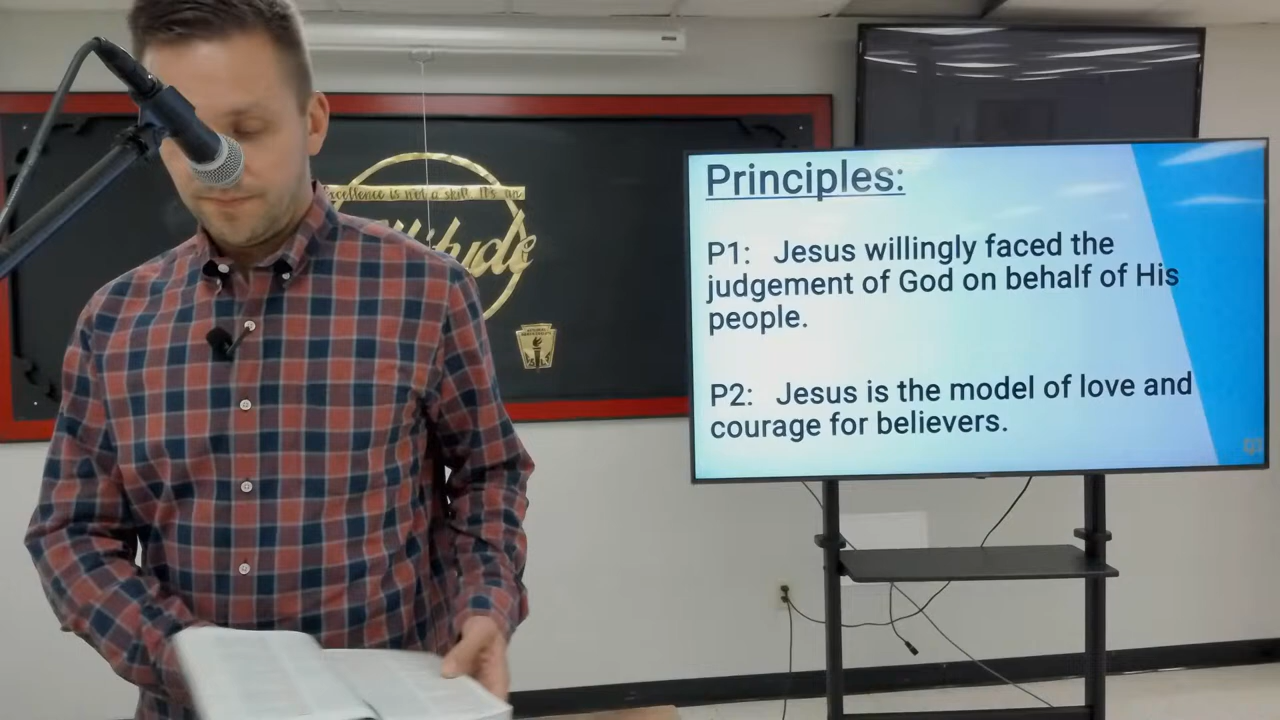 Principles:
P1: Jesus willingly faced the
judgement of God on behalf of His
people.
P2: Jesus is the model of love and
courage for believers.
excellence is not a skill. It's an
Attitude